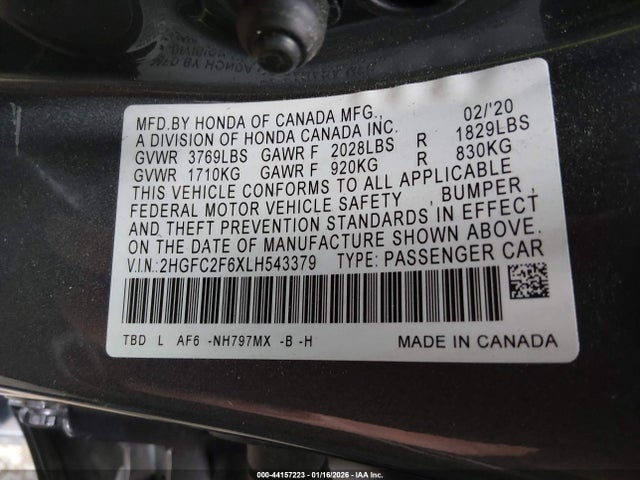 MFD.BY HONDA OF CANADA MFG., 02/'20
A DIVISION OF HONDA CANADA INC.
GVWR 3769LBS GAWR F 2028LBS R 1829LBS
GVWR 1710KG GAWR F 920KG R 830KG
THIS VEHICLE CONFORMS TO ALL APPLICABLE
FEDERAL MOTOR VEHICLE SAFETY , BUMPER ,
AND THEFT PREVENTION STANDARDS IN EFFECT
ON THE DATE OF MANUFACTURE SHOWN ABOVE.
V.I.N.: 2HGFC2F6XLH543379 TYPE: PASSENGER CAR
TBD L AF6 -NH797MX -B -H MADE IN CANADA
000-44157223 - 01/16/2026 - IAA Inc.